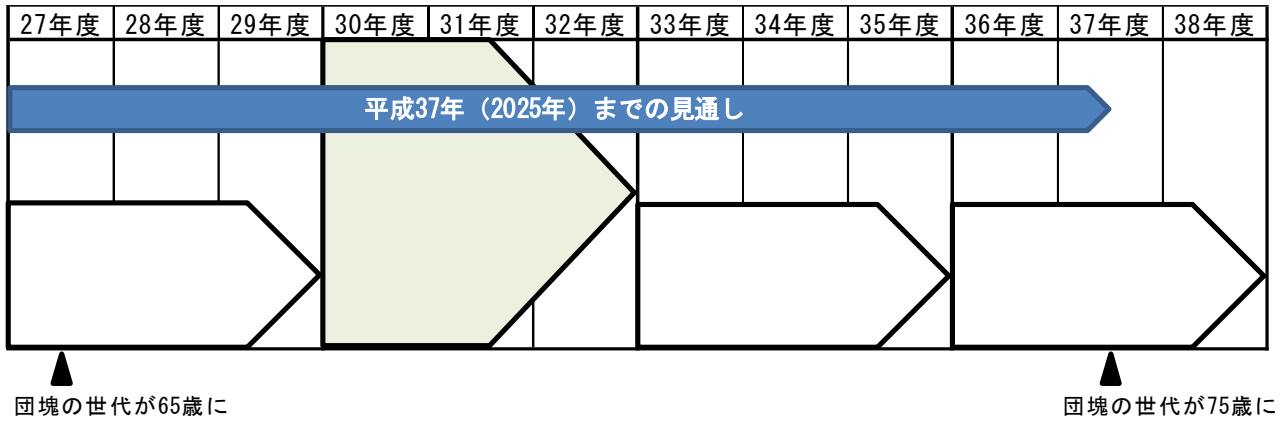 27年度 28年度 29年度 30年度 31年度 32年度 33年度 34年度 35年度 36年度 37年度 38年度
平成37年（2025年）までの見通し
団塊の世代が65歳に 団塊の世代が75歳に